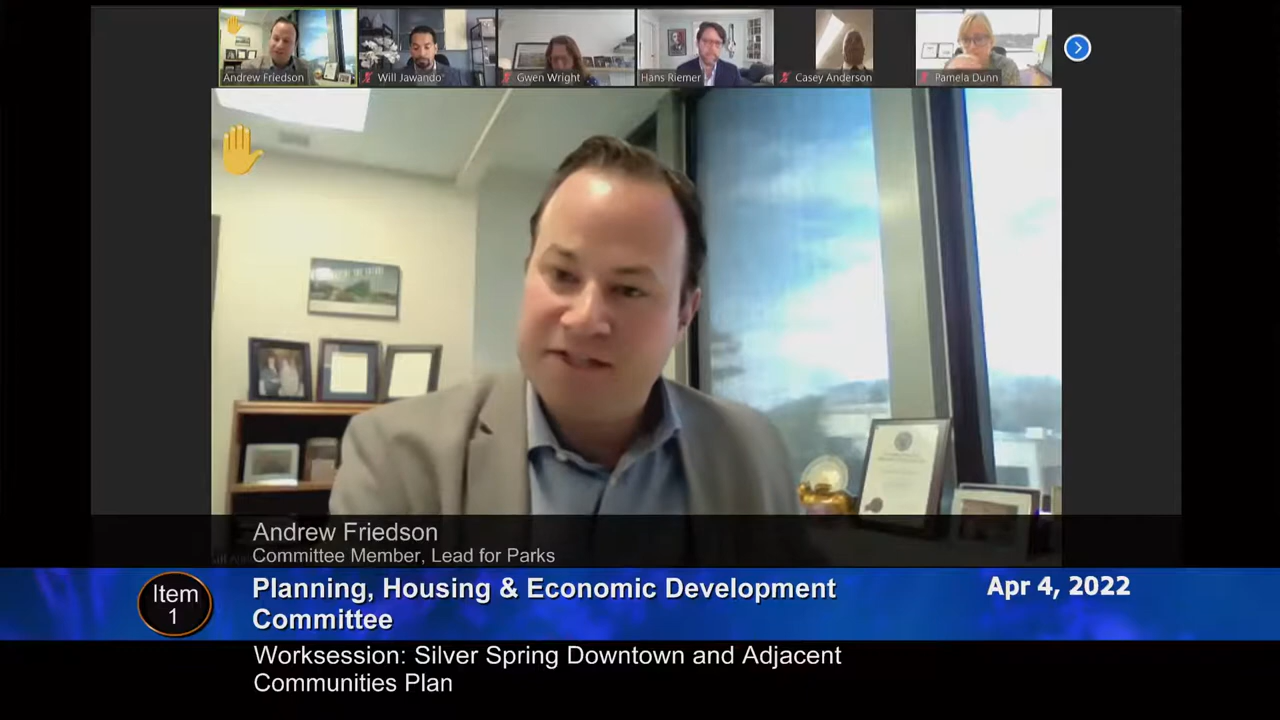 Andrew Friedson
Will Jawando
Gwen Wright
Hans Riemer
Casey Anderson
Pamela Dunn
Andrew Friedson
Committee Member, Lead for Parks
Item
1
Planning, Housing & Economic Development
Committee
Apr 4, 2022
Worksession: Silver Spring Downtown and Adjacent
Communities Plan